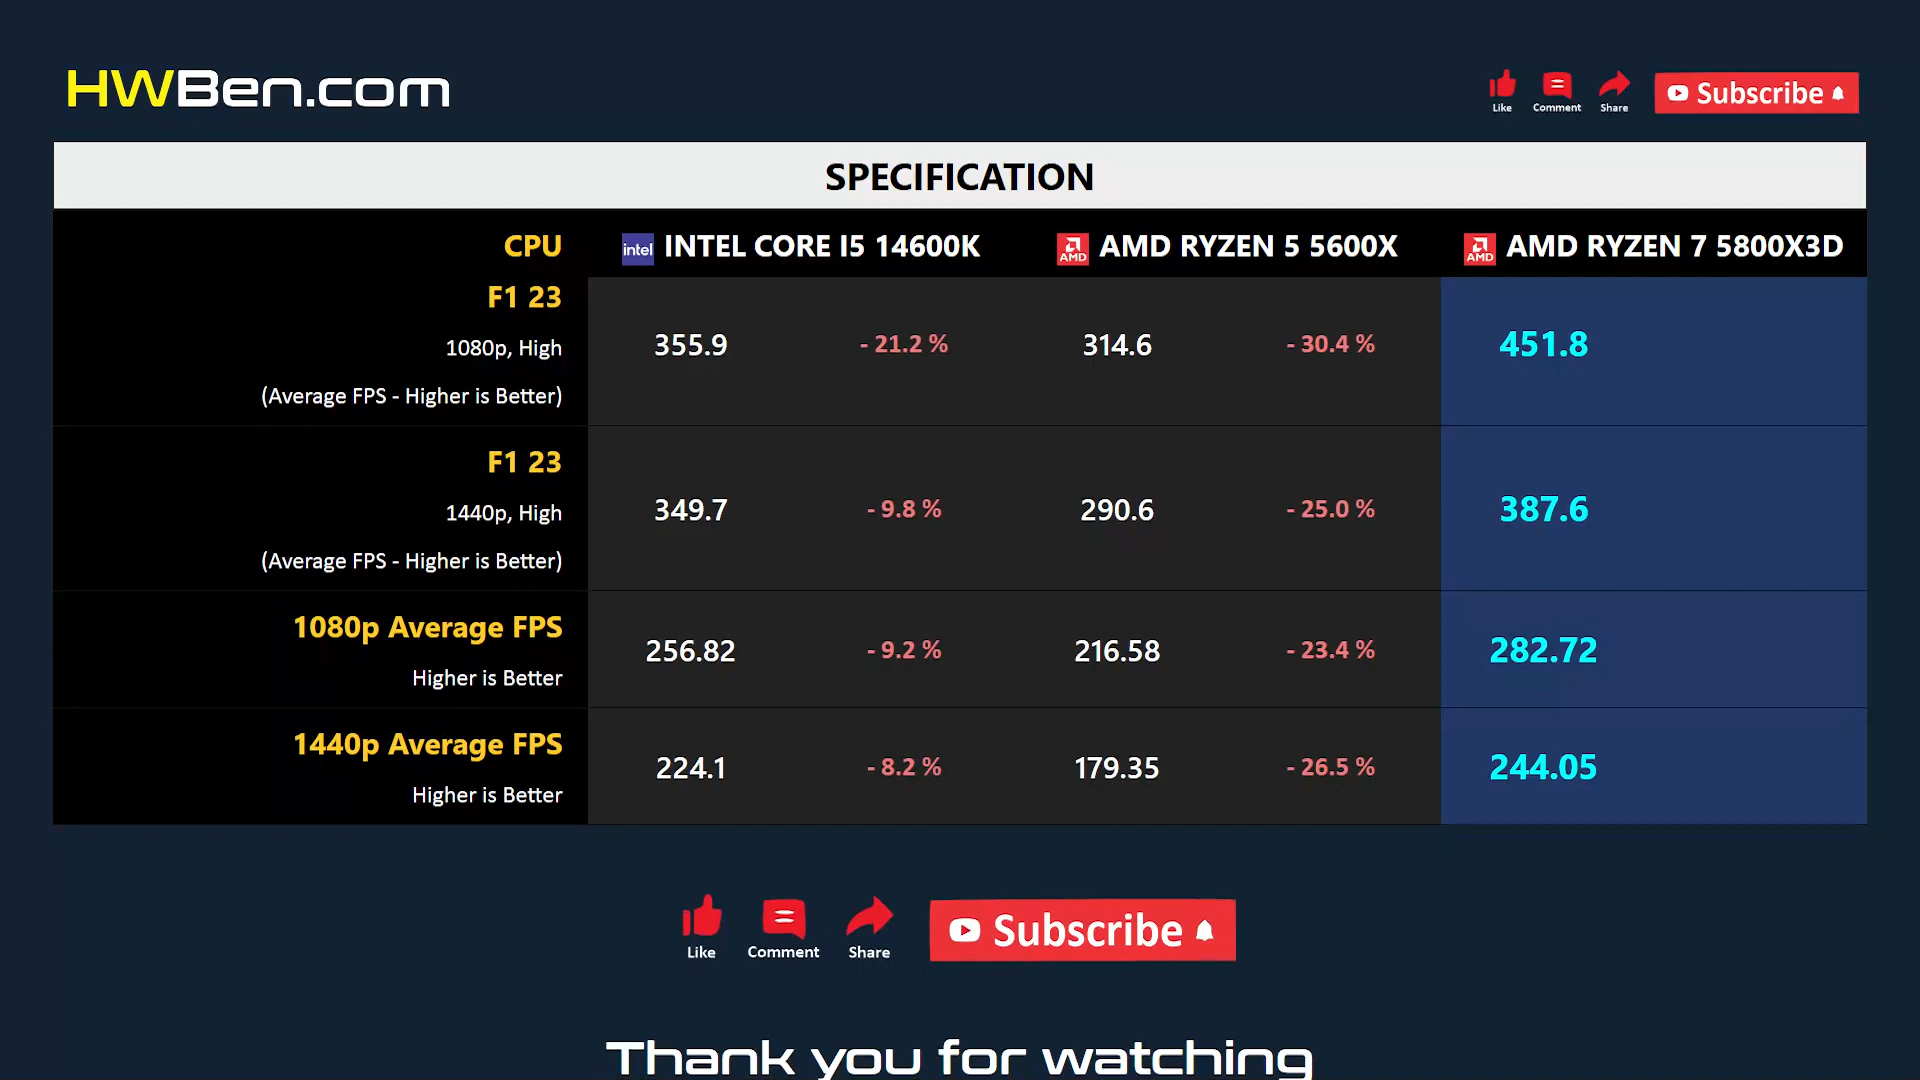 HWBen.com
Like
Comment
Share
Subscribe
SPECIFICATION
CPU
intel INTEL CORE I5 14600K
AMD AMD RYZEN 5 5600X
AMD AMD RYZEN 7 5800X3D
F1 23
1080p, High
(Average FPS - Higher is Better)
355.9
- 21.2 %
314.6
- 30.4 %
451.8
F1 23
1440p, High
(Average FPS - Higher is Better)
349.7
- 9.8 %
290.6
- 25.0 %
387.6
1080p Average FPS
Higher is Better
256.82
- 9.2 %
216.58
- 23.4 %
282.72
1440p Average FPS
Higher is Better
224.1
- 8.2 %
179.35
- 26.5 %
244.05
Like
Comment
Share
Subscribe
Thank you for watching